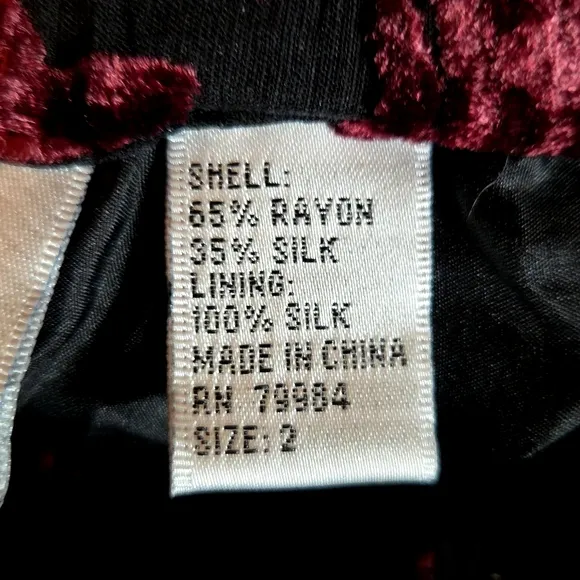 SHELL:
65% RAYON
35% SILK
LINING:
100% SILK
MADE IN CHINA
RN 79984
SIZE: 2